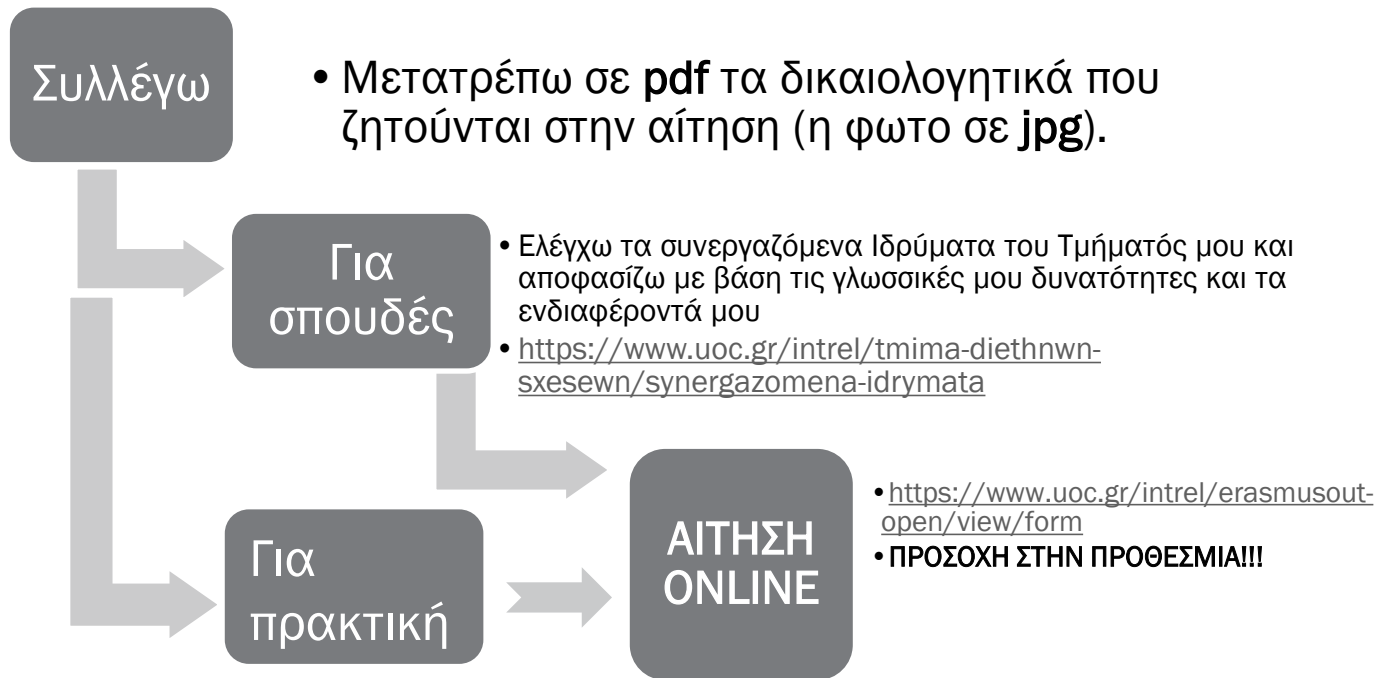 Συλλέγω
• Μετατρέπω σε pdf τα δικαιολογητικά που
ζητούνται στην αίτηση (η φωτο σε jpg).
Για
σπουδές
• Ελέγχω τα συνεργαζόμενα Ιδρύματα του Τμήματός μου και
αποφασίζω με βάση τις γλωσσικές μου δυνατότητες και τα
ενδιαφέροντά μου
• https://www.uoc.gr/intrel/tmima-diethnwn-
sxesewn/synergazomena-idrymata
Για
πρακτική
ΑΙΤΗΣΗ
ONLINE
• https://www.uoc.gr/intrel/erasmusout-
open/view/form
• ΠΡΟΣΟΧΗ ΣΤΗΝ ΠΡΟΘΕΣΜΙΑ!!!